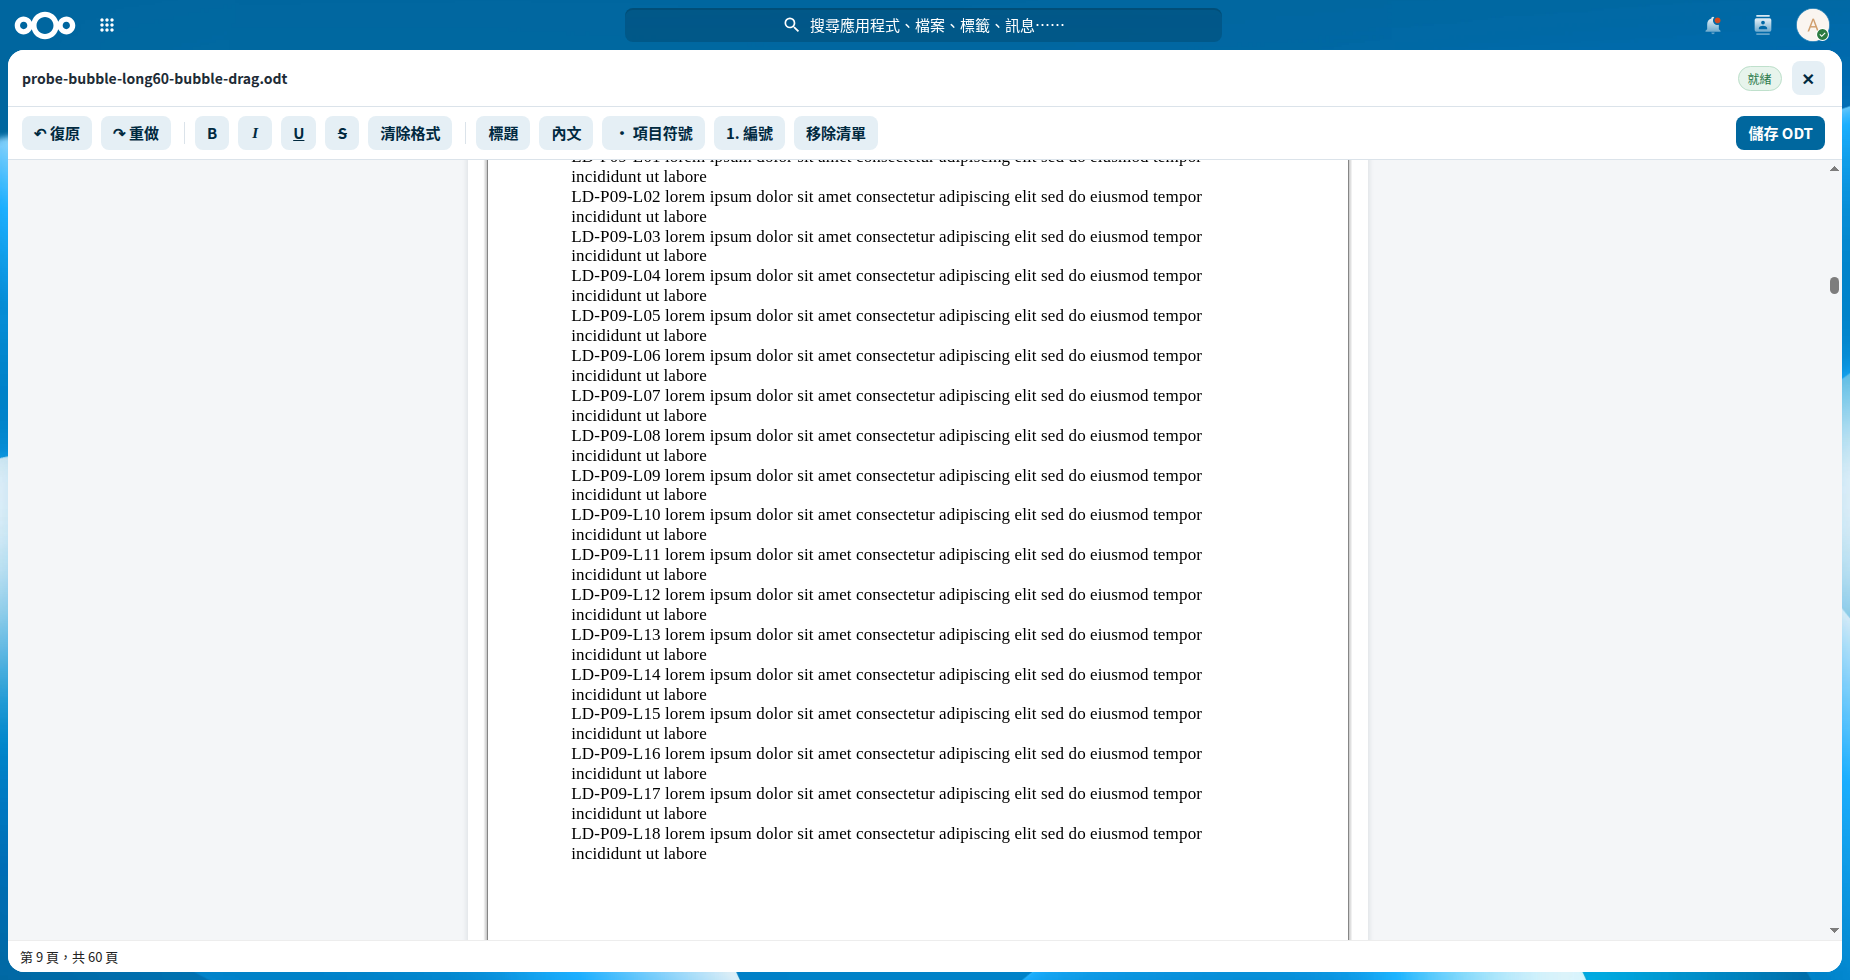 搜尋應用程式、檔案、標籤、訊息……
A
probe-bubble-long60-bubble-drag.odt
就緒
×
↶ 復原 ↷ 重做 B I U S 清除格式 標題 內文 • 項目符號 1. 編號 移除清單 儲存 ODT
incididunt ut labore
LD-P09-L02 lorem ipsum dolor sit amet consectetur adipiscing elit sed do eiusmod tempor
incididunt ut labore
LD-P09-L03 lorem ipsum dolor sit amet consectetur adipiscing elit sed do eiusmod tempor
incididunt ut labore
LD-P09-L04 lorem ipsum dolor sit amet consectetur adipiscing elit sed do eiusmod tempor
incididunt ut labore
LD-P09-L05 lorem ipsum dolor sit amet consectetur adipiscing elit sed do eiusmod tempor
incididunt ut labore
LD-P09-L06 lorem ipsum dolor sit amet consectetur adipiscing elit sed do eiusmod tempor
incididunt ut labore
LD-P09-L07 lorem ipsum dolor sit amet consectetur adipiscing elit sed do eiusmod tempor
incididunt ut labore
LD-P09-L08 lorem ipsum dolor sit amet consectetur adipiscing elit sed do eiusmod tempor
incididunt ut labore
LD-P09-L09 lorem ipsum dolor sit amet consectetur adipiscing elit sed do eiusmod tempor
incididunt ut labore
LD-P09-L10 lorem ipsum dolor sit amet consectetur adipiscing elit sed do eiusmod tempor
incididunt ut labore
LD-P09-L11 lorem ipsum dolor sit amet consectetur adipiscing elit sed do eiusmod tempor
incididunt ut labore
LD-P09-L12 lorem ipsum dolor sit amet consectetur adipiscing elit sed do eiusmod tempor
incididunt ut labore
LD-P09-L13 lorem ipsum dolor sit amet consectetur adipiscing elit sed do eiusmod tempor
incididunt ut labore
LD-P09-L14 lorem ipsum dolor sit amet consectetur adipiscing elit sed do eiusmod tempor
incididunt ut labore
LD-P09-L15 lorem ipsum dolor sit amet consectetur adipiscing elit sed do eiusmod tempor
incididunt ut labore
LD-P09-L16 lorem ipsum dolor sit amet consectetur adipiscing elit sed do eiusmod tempor
incididunt ut labore
LD-P09-L17 lorem ipsum dolor sit amet consectetur adipiscing elit sed do eiusmod tempor
incididunt ut labore
LD-P09-L18 lorem ipsum dolor sit amet consectetur adipiscing elit sed do eiusmod tempor
incididunt ut labore
第 9 頁，共 60 頁